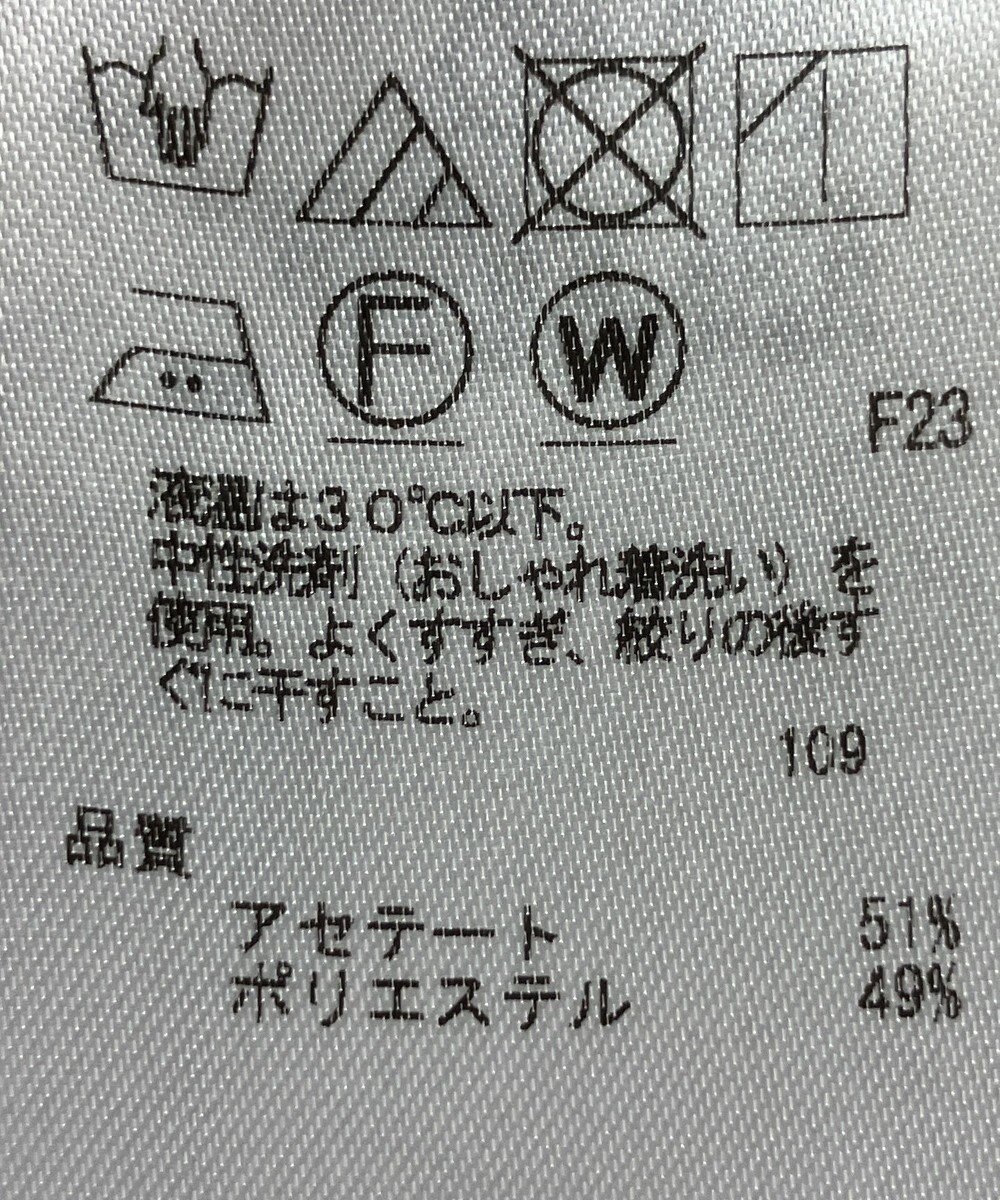 F
W
F23
液温は30℃以下。
中性洗剤(おしゃれ着洗い)を
使用。よくすすぎ、絞りの後す
ぐに干すこと。
109
品質
アセテート 51%
ポリエステル 49%